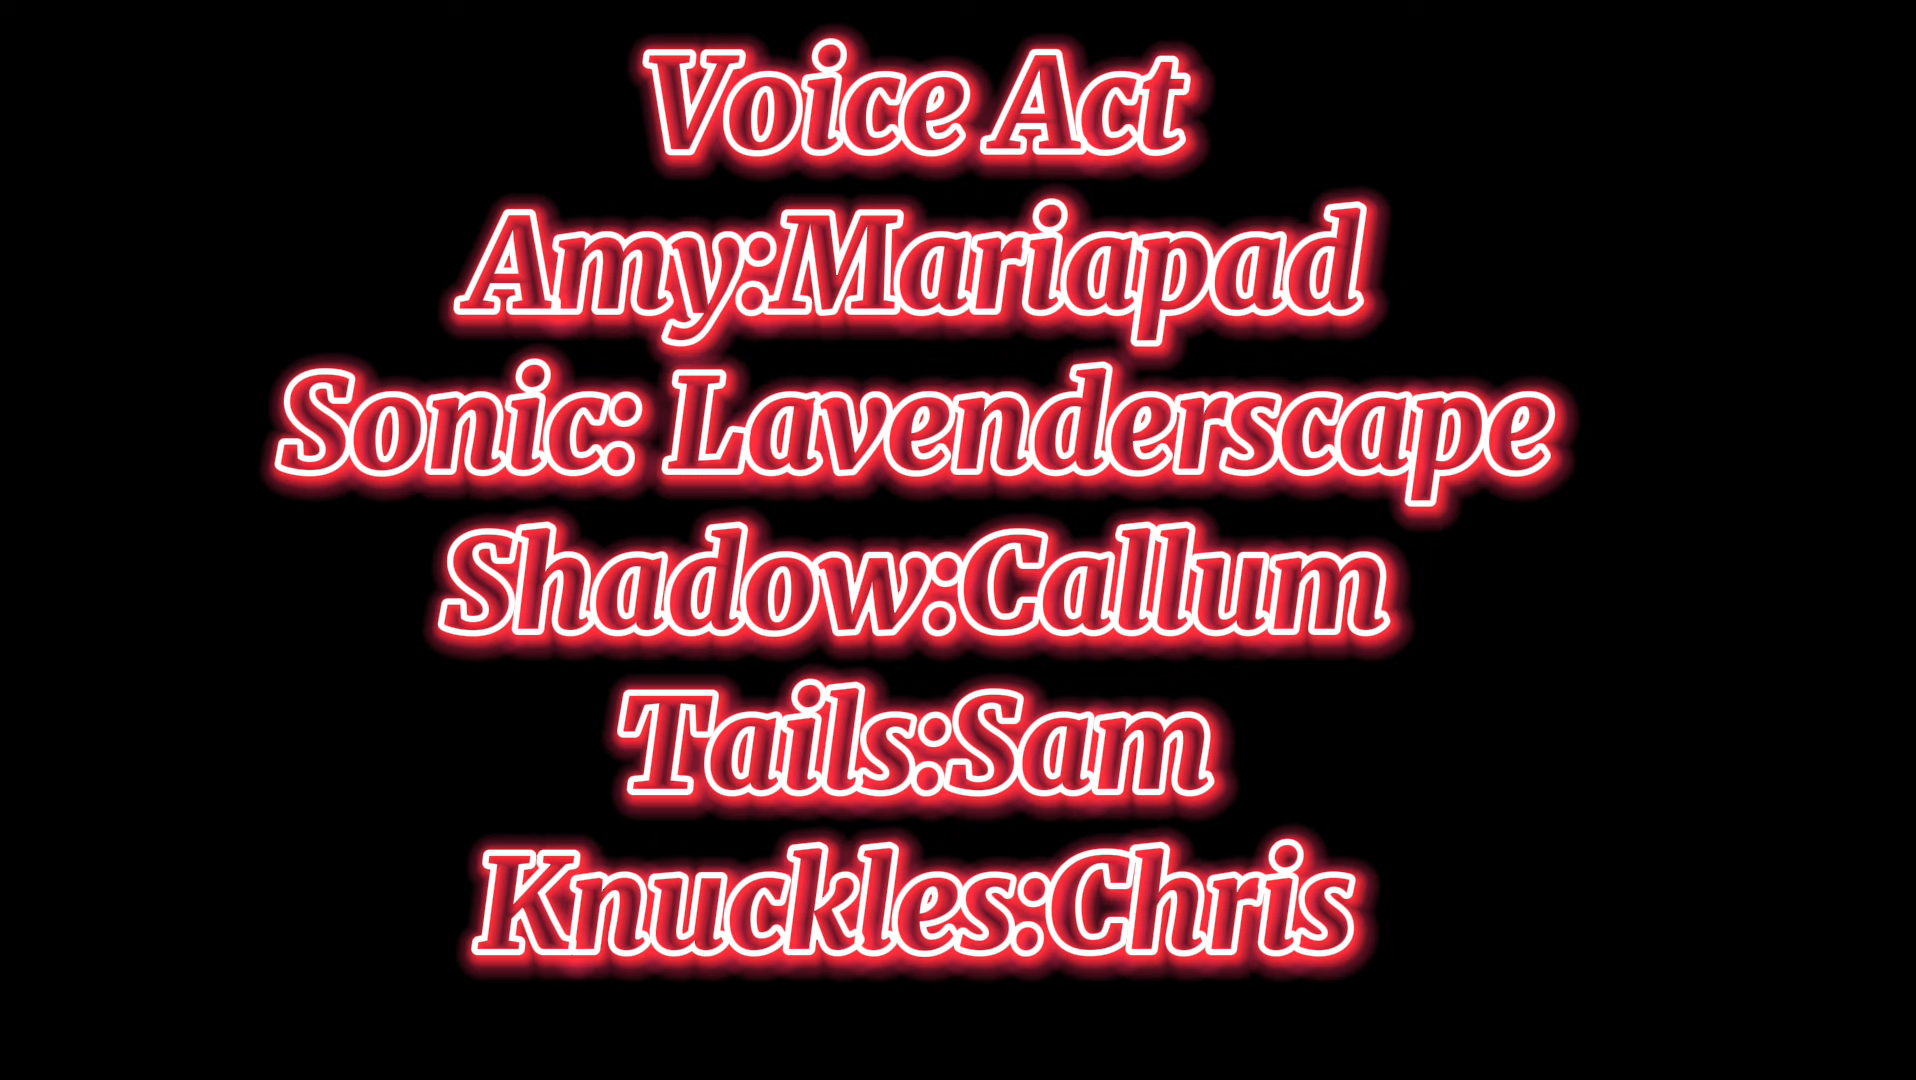 Voice Act
Amy:Mariapad
Sonic: Lavenderscape
Shadow:Callum
Tails:Sam
Knuckles:Chris